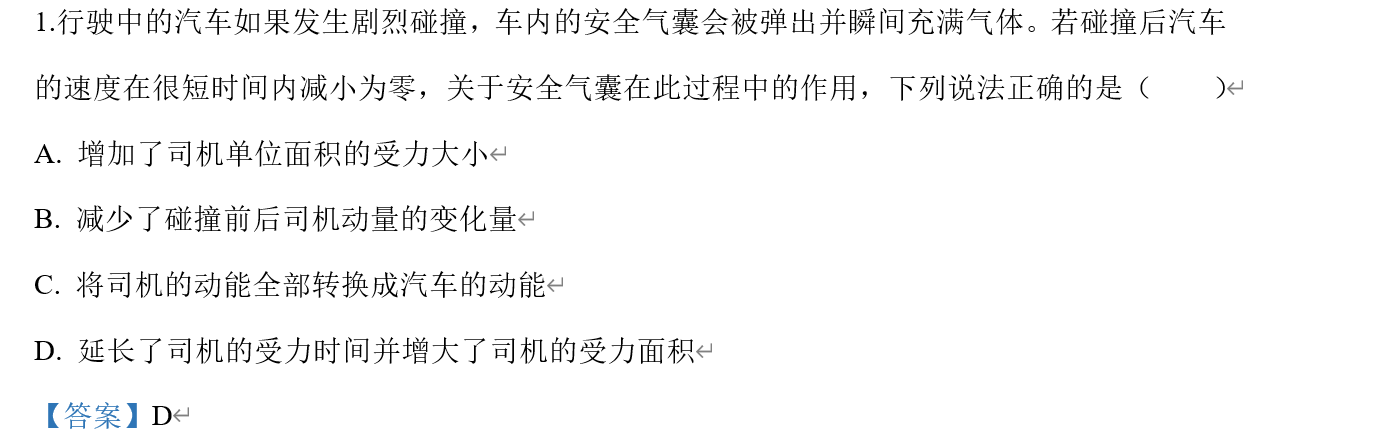 1.行驶中的汽车如果发生剧烈碰撞，车内的安全气囊会被弹出并瞬间充满气体。若碰撞后汽车
的速度在很短时间内减小为零，关于安全气囊在此过程中的作用，下列说法正确的是（　　）↵
A. 增加了司机单位面积的受力大小↵
B. 减少了碰撞前后司机动量的变化量↵
C. 将司机的动能全部转换成汽车的动能↵
D. 延长了司机的受力时间并增大了司机的受力面积↵
【答案】D↵